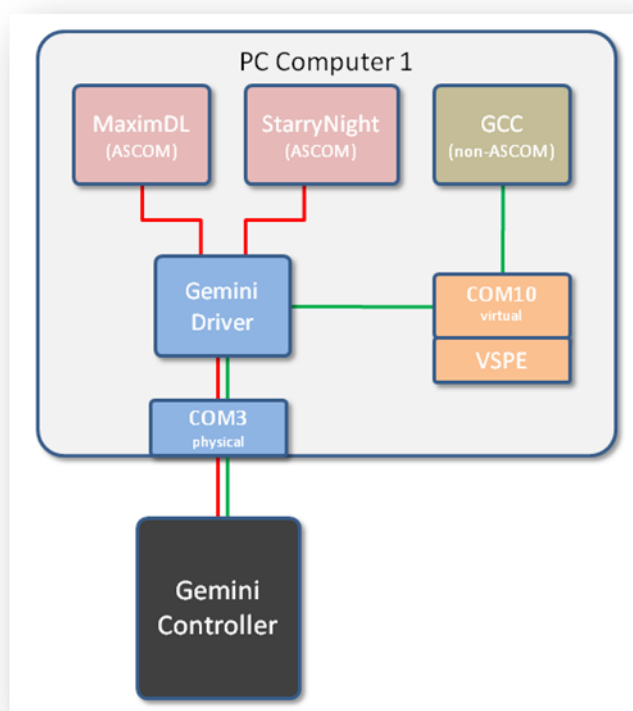 PC Computer 1
MaximDL
(ASCOM)
StarryNight
(ASCOM)
GCC
(non-ASCOM)
Gemini
Driver
COM10
virtual
VSPE
COM3
physical
Gemini
Controller